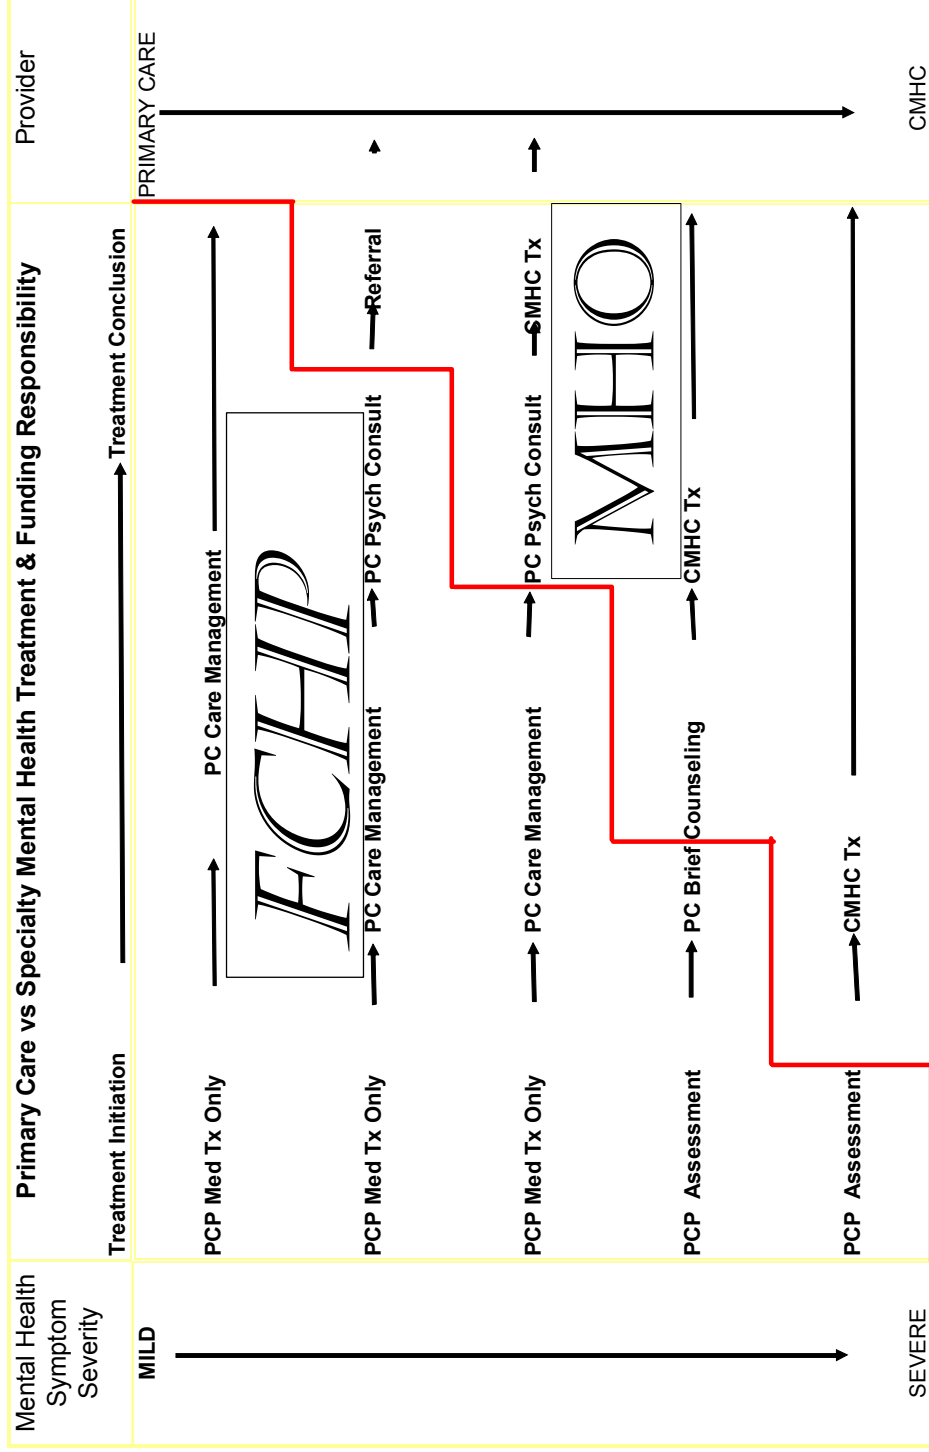 Mental Health
Symptom
Severity
Primary Care vs Specialty Mental Health Treatment & Funding Responsibility
Provider
Treatment Initiation
Treatment Conclusion
MILD
PRIMARY CARE
PCP Med Tx Only
PC Care Management
FCHP
PCP Med Tx Only
PC Care Management
PC Psych Consult
Referral
PCP Med Tx Only
PC Care Management
PC Psych Consult
CMHC Tx
MHO
PCP Assessment
PC Brief Counseling
CMHC Tx
PCP Assessment
CMHC Tx
SEVERE
CMHC